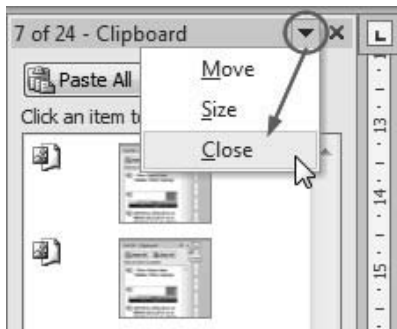 7 of 24 - Clipboard
Move
Paste All
Size
Click an item to
Close
13
14
15